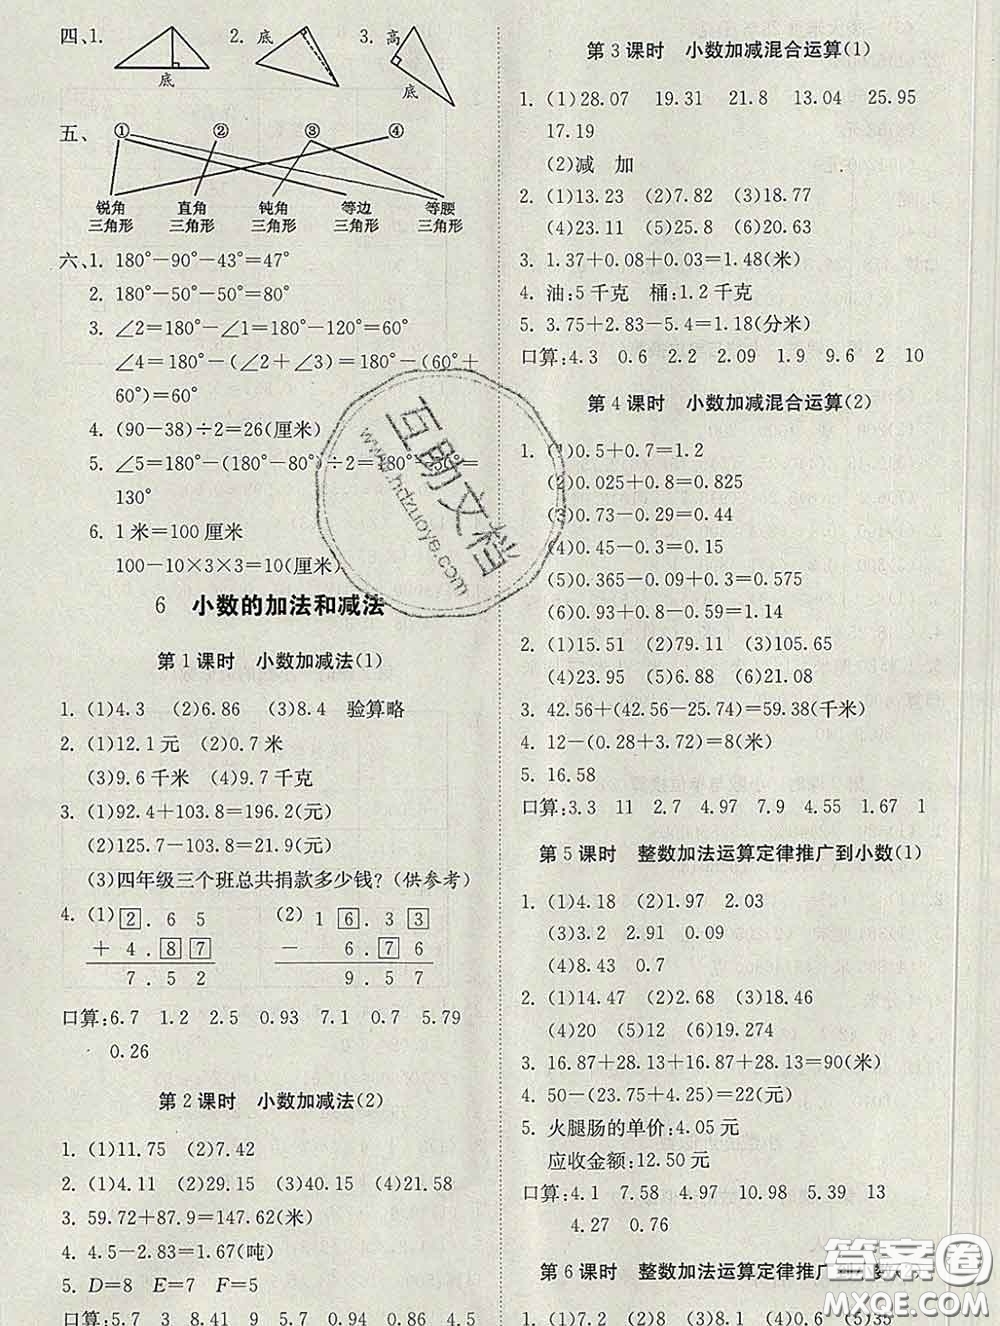 四、1.
底
2. 底
3. 高
底
五、 ① ② ③ ④
锐角 直角 钝角 等边 等腰
三角形 三角形 三角形 三角形 三角形
六、1. 180°－90°－43°＝47°
2. 180°－50°－50°＝80°
3. ∠2＝180°－∠1＝180°－120°＝60°
∠4＝180°－(∠2＋∠3)＝180°－(60°＋
60°)＝60°
4. (90－38)÷2＝26(厘米)
5. ∠5＝180°－(180°－80°)÷2＝180°－50°＝
130°
6. 1米＝100厘米
100－10×3×3＝10(厘米)
6 小数的加法和减法
第1课时 小数加减法(1)
1. (1)4.3 (2)6.86 (3)8.4 验算略
2. (1)12.1元 (2)0.7米
(3)9.6千米 (4)9.7千克
3. (1)92.4＋103.8＝196.2(元)
(2)125.7－103.8＝21.9(元)
(3)四年级三个班总共捐款多少钱?(供参考)
4. (1) 2.65 (2) 16.33
＋4.87 － 6.76
7.52 9.57
口算:6.7 1.2 2.5 0.93 7.1 0.7 5.79
0.26
第2课时 小数加减法(2)
1. (1)11.75 (2)7.42
2. (1)4.11 (2)29.15 (3)40.15 (4)21.58
3. 59.72＋87.9＝147.62(米)
4. 4.5－2.83＝1.67(吨)
5. D＝8 E＝7 F＝5
口算:5.7 3 8.41 9 0.6 9 4.8 4.5
第3课时 小数加减混合运算(1)
1. (1)28.07 19.31 21.8 13.04 25.95
17.19
(2)减 加
2. (1)13.23 (2)7.82 (3)18.77
(4)23.11 (5)25.8 (6)20.63
3. 1.37＋0.08＋0.03＝1.48(米)
4. 油:5千克 桶:1.2千克
5. 3.75＋2.83－5.4＝1.18(分米)
口算:4.3 0.6 2.2 2.09 1.9 9.6 2 10
第4课时 小数加减混合运算(2)
1. (1)0.5＋0.7＝1.2
(2)0.025＋0.8＝0.825
(3)0.73－0.29＝0.44
(4)0.45－0.3＝0.15
(5)0.365－0.09＋0.3＝0.575
(6)0.93＋0.12－0.6＝0.45
2. (1)15.51 (2)79.11 (3)105.65
(4)23.95 (5)6.88 (6)21.08
3. 42.56＋(42.56－25.74)＝59.38(千米)
4. 12－(0.28＋3.72)＝8(米)
5. 16.58
口算:3.3 11 2.7 4.97 7.9 4.55 1.67 1
第5课时 整数加法运算定律推广到小数(1)
1. (1)4.18 (2)1.97 2.03
(3)3.2 2.91 0.09
(4)8.43 0.7
2. (1)14.47 (2)2.68 (3)18.46
(4)20 (5)12 (6)19.274
3. 16.87＋28.13＋16.87＋28.13＝90(米)
4. 50－(23.75＋4.25)＝22(元)
5. 火腿肠的单价:4.05元
应收金额:12.50元
口算:4.1 7.58 4.97 10.98 5.39 13
4.27 0.76
第6课时 整数加法运算定律推广
1. (1)7.2 (2)8 (3)8.1 (4)0.6 (5)35
互助文档
www.hdzuoye.com
答案圈
MXQE.COM